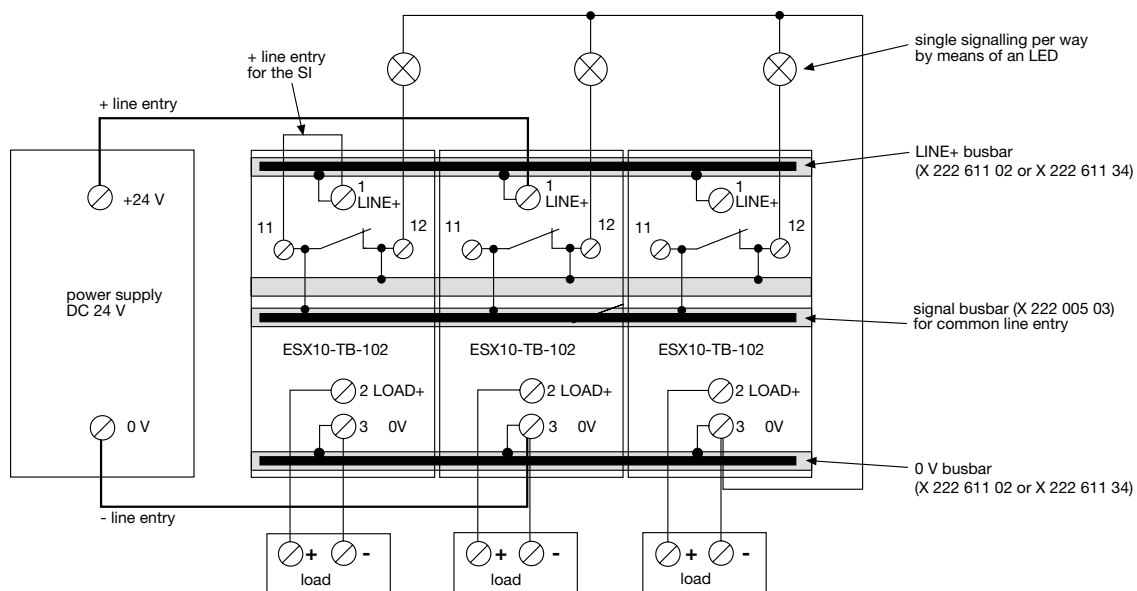 single signalling per way
by means of an LED
+ line entry
for the SI
+ line entry
LINE+ busbar
(X 222 611 02 or X 222 611 34)
+24 V
1
LINE+
1
LINE+
1
LINE+
11
12
11
12
11
12
power supply
DC 24 V
signal busbar (X 222 005 03)
for common line entry
ESX10-TB-102
ESX10-TB-102
ESX10-TB-102
2 LOAD+
2 LOAD+
2 LOAD+
0 V
3 0V
3 0V
3 0V
0 V busbar
(X 222 611 02 or X 222 611 34)
- line entry
+ -
load
+ -
load
+ -
load